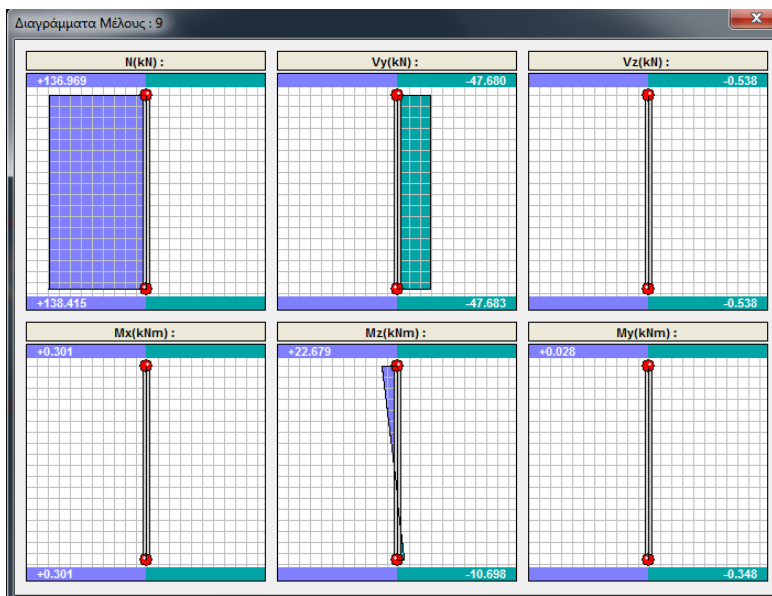 Διαγράμματα Μέλους : 9
N(kN) :
Vy(kN) :
Vz(kN) :
+136.969
-47.680
-0.538
+138.415
-47.683
-0.538
Mx(kNm) :
Mz(kNm) :
My(kNm) :
+0.301
+22.679
+0.028
+0.301
-10.698
-0.348